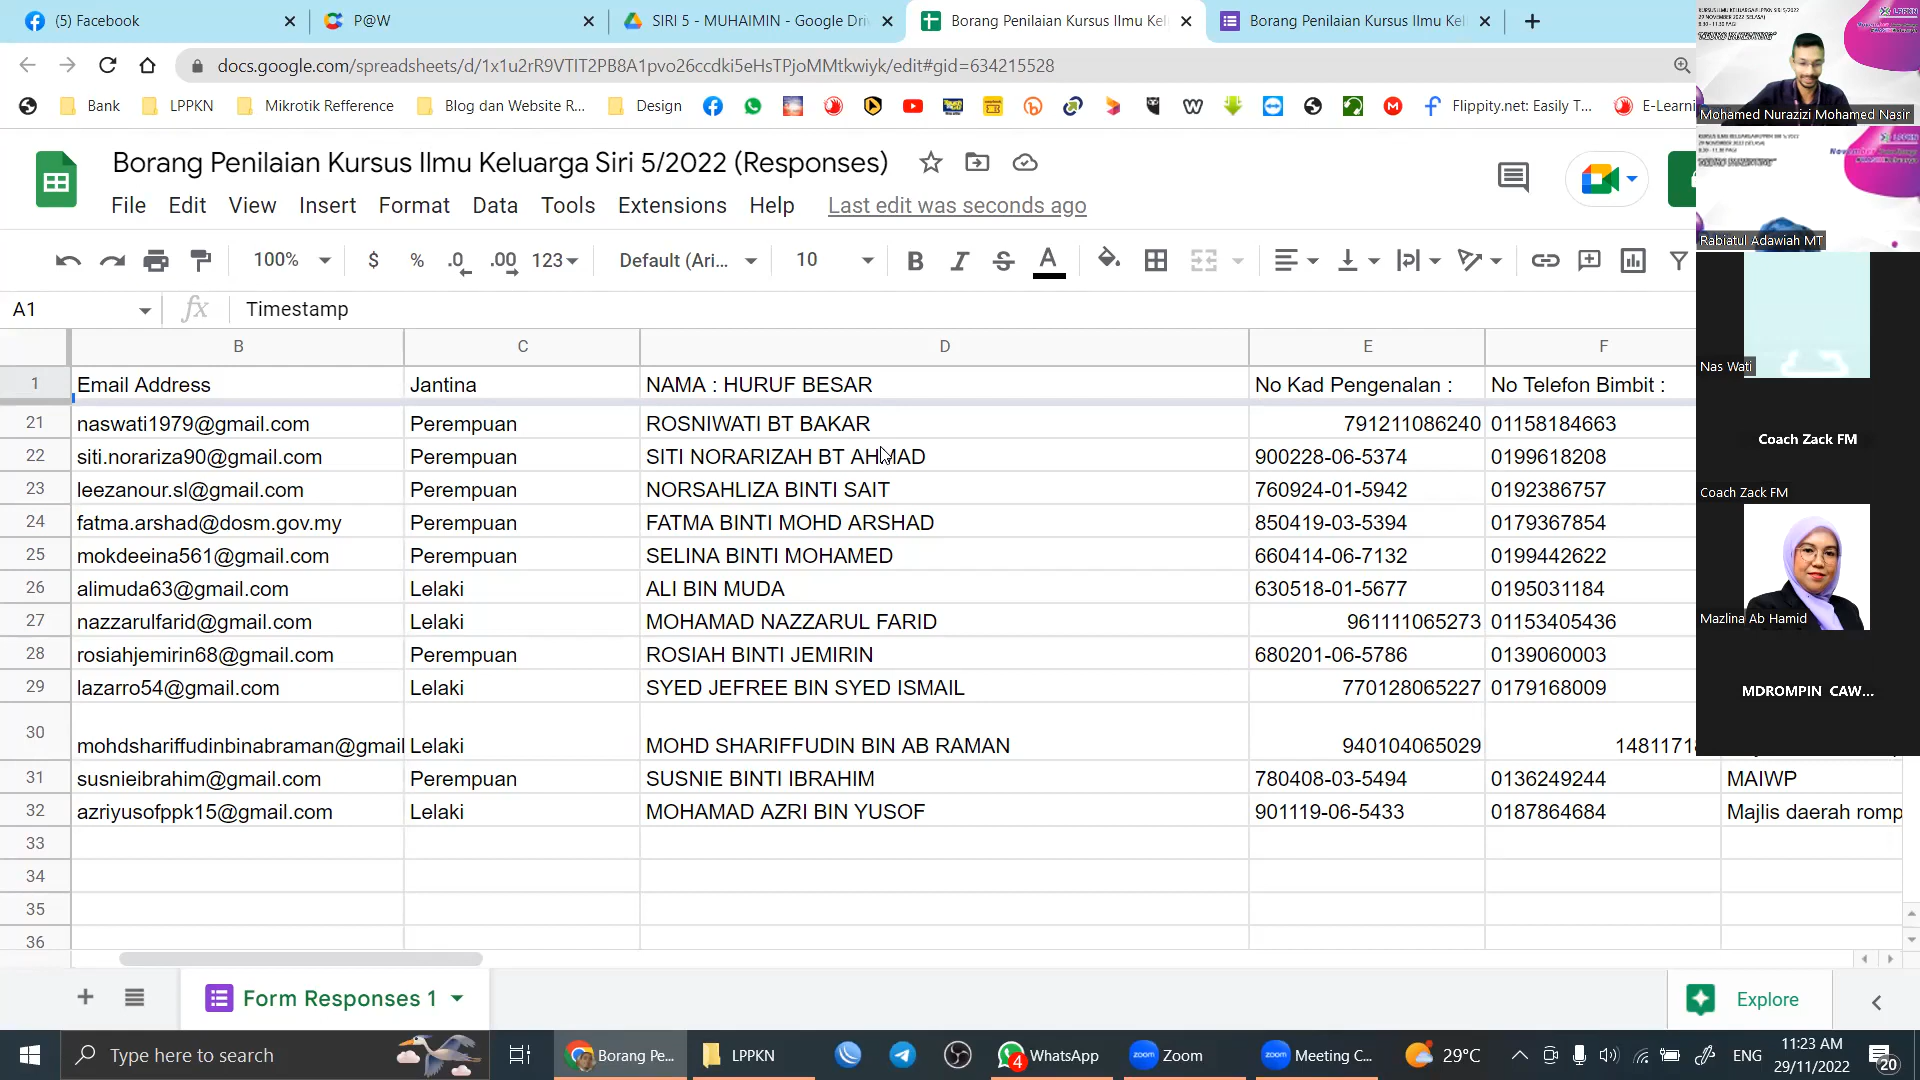 (5) Facebook
P@W
SIRI 5 - MUHAIMIN - Google Dri
Borang Penilaian Kursus Ilmu Kel
Borang Penilaian Kursus Ilmu Kel
docs.google.com/spreadsheets/d/1x1u2rR9VTIT2PB8A1pvo26ccdki5eHsTPjoMMtkwiyk/edit#gid=634215528
Bank
LPPKN
Mikrotik Refference
Blog dan Website R...
Design
Flippity.net: Easily T...
E-Learni
Borang Penilaian Kursus Ilmu Keluarga Siri 5/2022 (Responses)
File Edit View Insert Format Data Tools Extensions Help Last edit was seconds ago
100% $ % .0 .00 123 Default (Ari... 10 B I S A
A1 fx Timestamp
B C D E F
1 Email Address Jantina NAMA : HURUF BESAR No Kad Pengenalan : No Telefon Bimbit :
21 naswati1979@gmail.com Perempuan ROSNIWATI BT BAKAR 791211086240 01158184663
22 siti.norariza90@gmail.com Perempuan SITI NORARIZAH BT AHMAD 900228-06-5374 0199618208
23 leezanour.sl@gmail.com Perempuan NORSAHLIZA BINTI SAIT 760924-01-5942 0192386757
24 fatma.arshad@dosm.gov.my Perempuan FATMA BINTI MOHD ARSHAD 850419-03-5394 0179367854
25 mokdeeina561@gmail.com Perempuan SELINA BINTI MOHAMED 660414-06-7132 0199442622
26 alimuda63@gmail.com Lelaki ALI BIN MUDA 630518-01-5677 0195031184
27 nazzarulfarid@gmail.com Lelaki MOHAMAD NAZZARUL FARID 961111065273 01153405436
28 rosiahjemirin68@gmail.com Perempuan ROSIAH BINTI JEMIRIN 680201-06-5786 0139060003
29 lazarro54@gmail.com Lelaki SYED JEFREE BIN SYED ISMAIL 770128065227 0179168009
30 mohdshariffudinbinabraman@gmail Lelaki MOHD SHARIFFUDIN BIN AB RAMAN 940104065029 1481171
31 susnieibrahim@gmail.com Perempuan SUSNIE BINTI IBRAHIM 780408-03-5494 0136249244 MAIWP
32 azriyusofppk15@gmail.com Lelaki MOHAMAD AZRI BIN YUSOF 901119-06-5433 0187864684 Majlis daerah romp
33
34
35
36
Form Responses 1
Explore
Mohamed Nurazizi Mohamed Nasir
Rabiatul Adawiah MT
Nas Wati
Coach Zack FM
Coach Zack FM
Mazlina Ab Hamid
MDROMPIN CAW...
Type here to search
Borang Pe...
LPPKN
4
WhatsApp
zoom
Zoom
zoom
Meeting C...
29°C
ENG
11:23 AM
29/11/2022
20